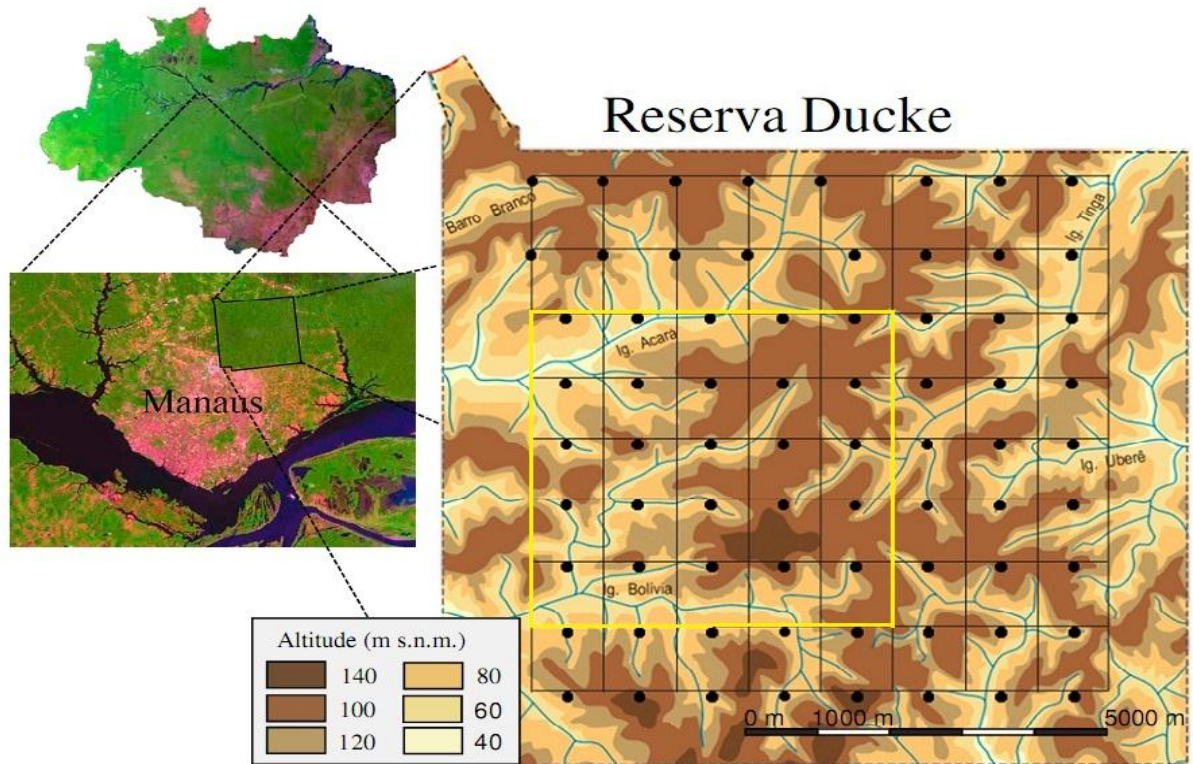 Reserva Ducke
Barro Branco
Ig. Tinga
Ig. Acará
Manaus
Ig. Uberê
Ig. Bolívia
Altitude (m s.n.m.)
140 80
100 60
120 40
0 m 1000 m 5000 m